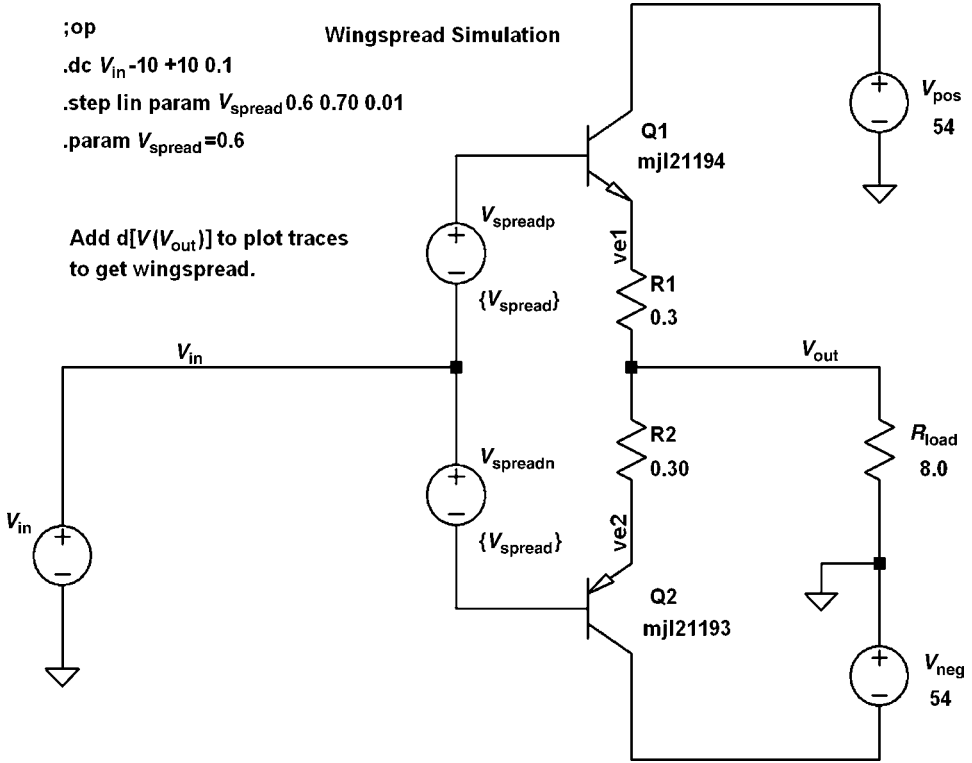 ;op
Wingspread Simulation
.dc Vin -10 +10 0.1
.step lin param Vspread 0.6 0.70 0.01
.param Vspread=0.6
Add d[V(Vout)] to plot traces
to get wingspread.
+
−
Vpos
54
Q1
mjl21194
+
−
Vspreadp
{Vspread}
ve1
R1
0.3
Vin
Vout
R2
0.30
Rload
8.0
+
−
Vspreadn
{Vspread}
ve2
Vin
+
−
Q2
mjl21193
+
−
Vneg
54